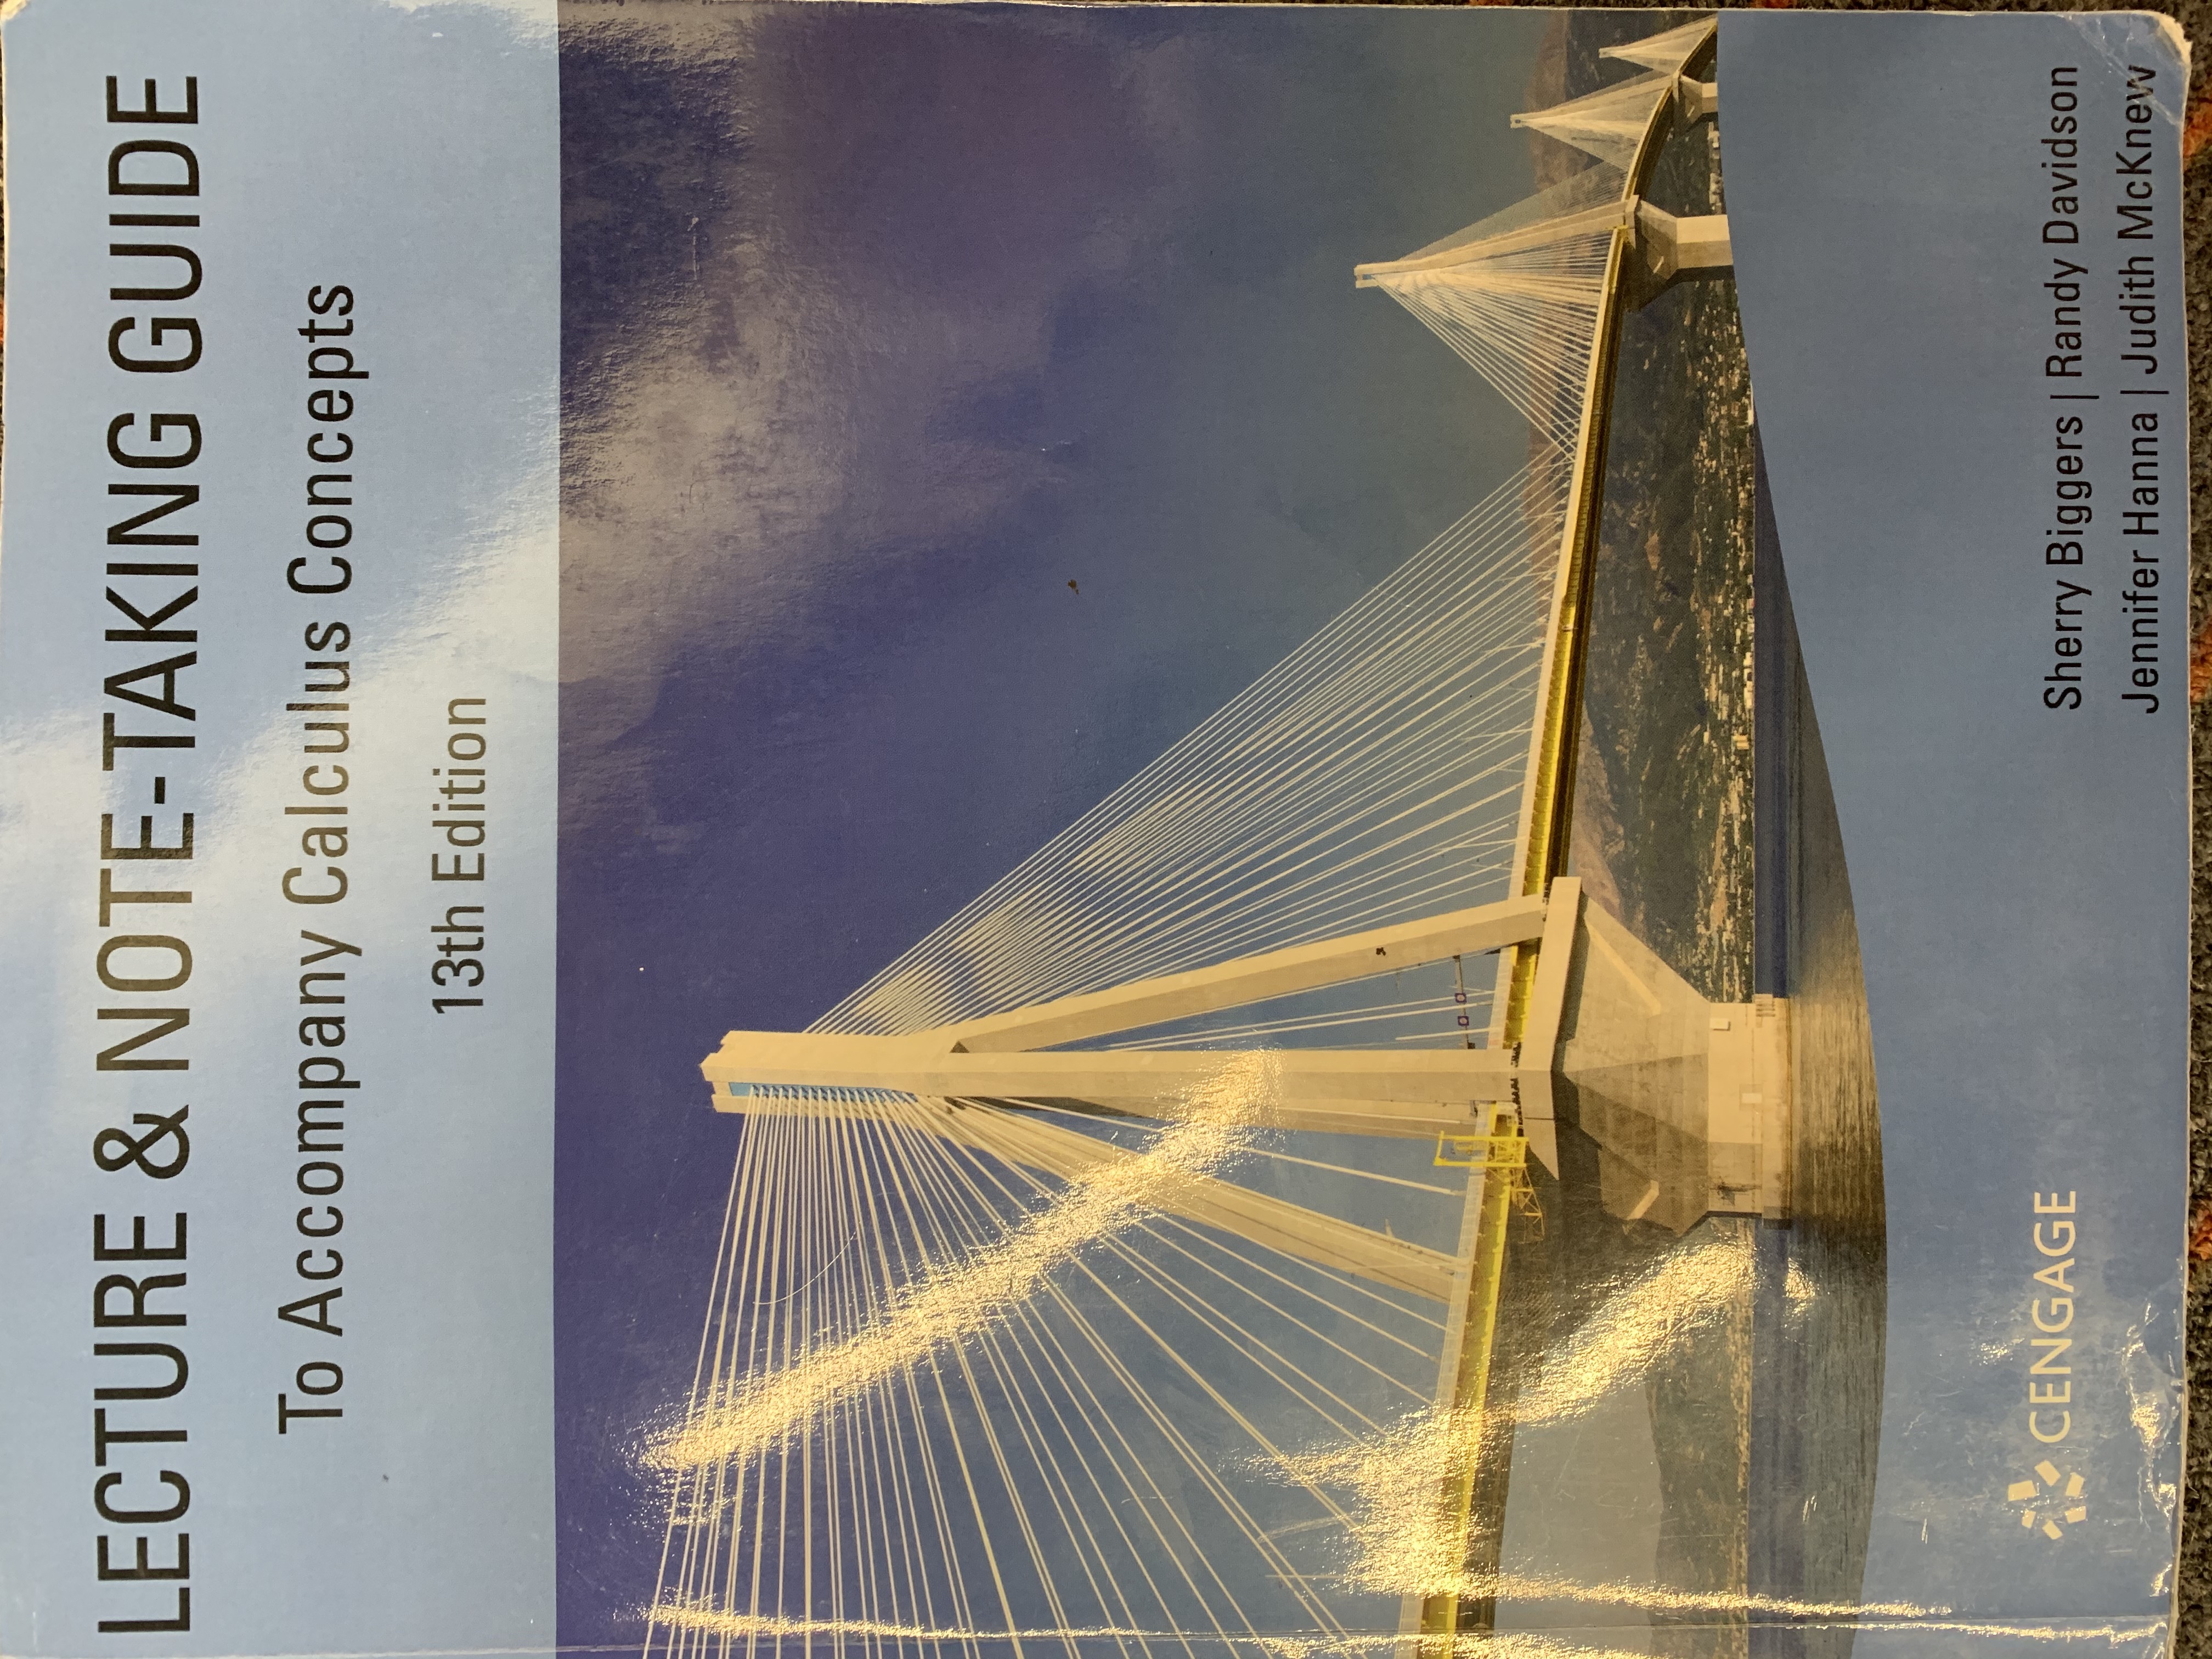 LECTURE & NOTE-TAKING GUIDE
To Accompany Calculus Concepts
13th Edition
CENGAGE
Sherry Biggers | Randy Davidson
Jennifer Hanna | Judith McKnew